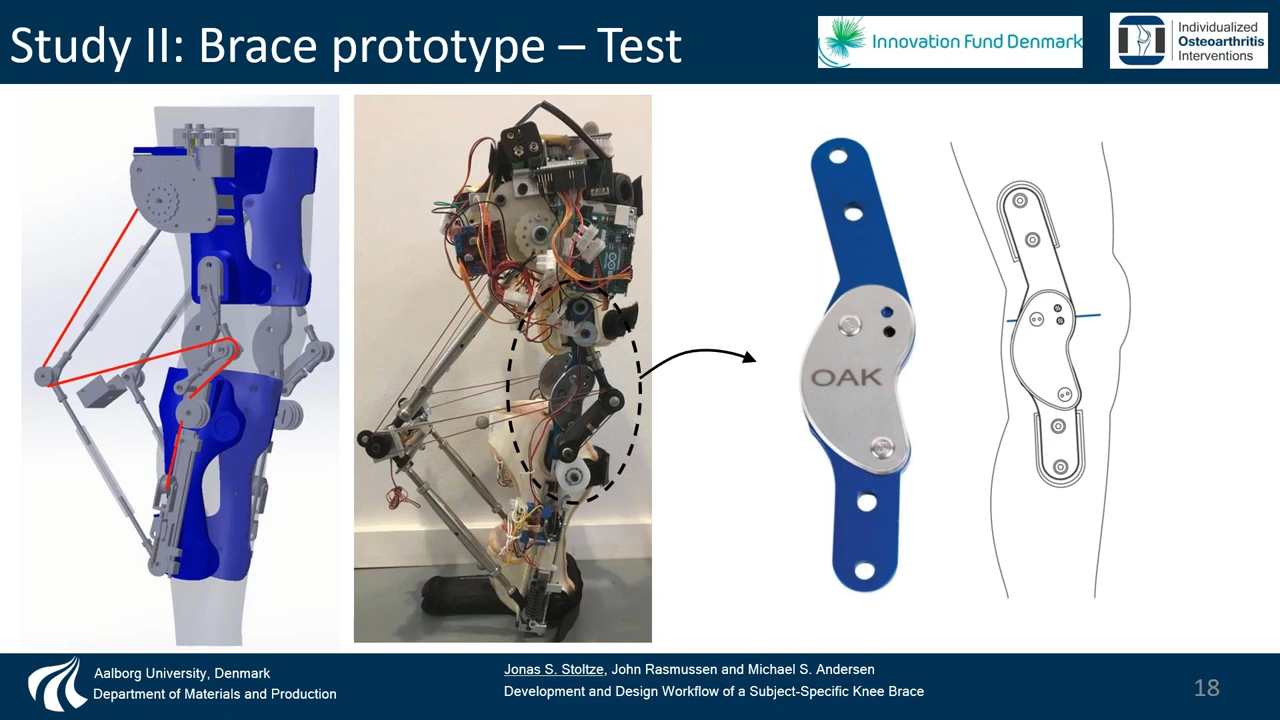 Study II: Brace prototype – Test
Innovation Fund Denmark
Individualized
Osteoarthritis
Interventions
OAK
Aalborg University, Denmark
Department of Materials and Production
Jonas S. Stoltze, John Rasmussen and Michael S. Andersen
Development and Design Workflow of a Subject-Specific Knee Brace
18